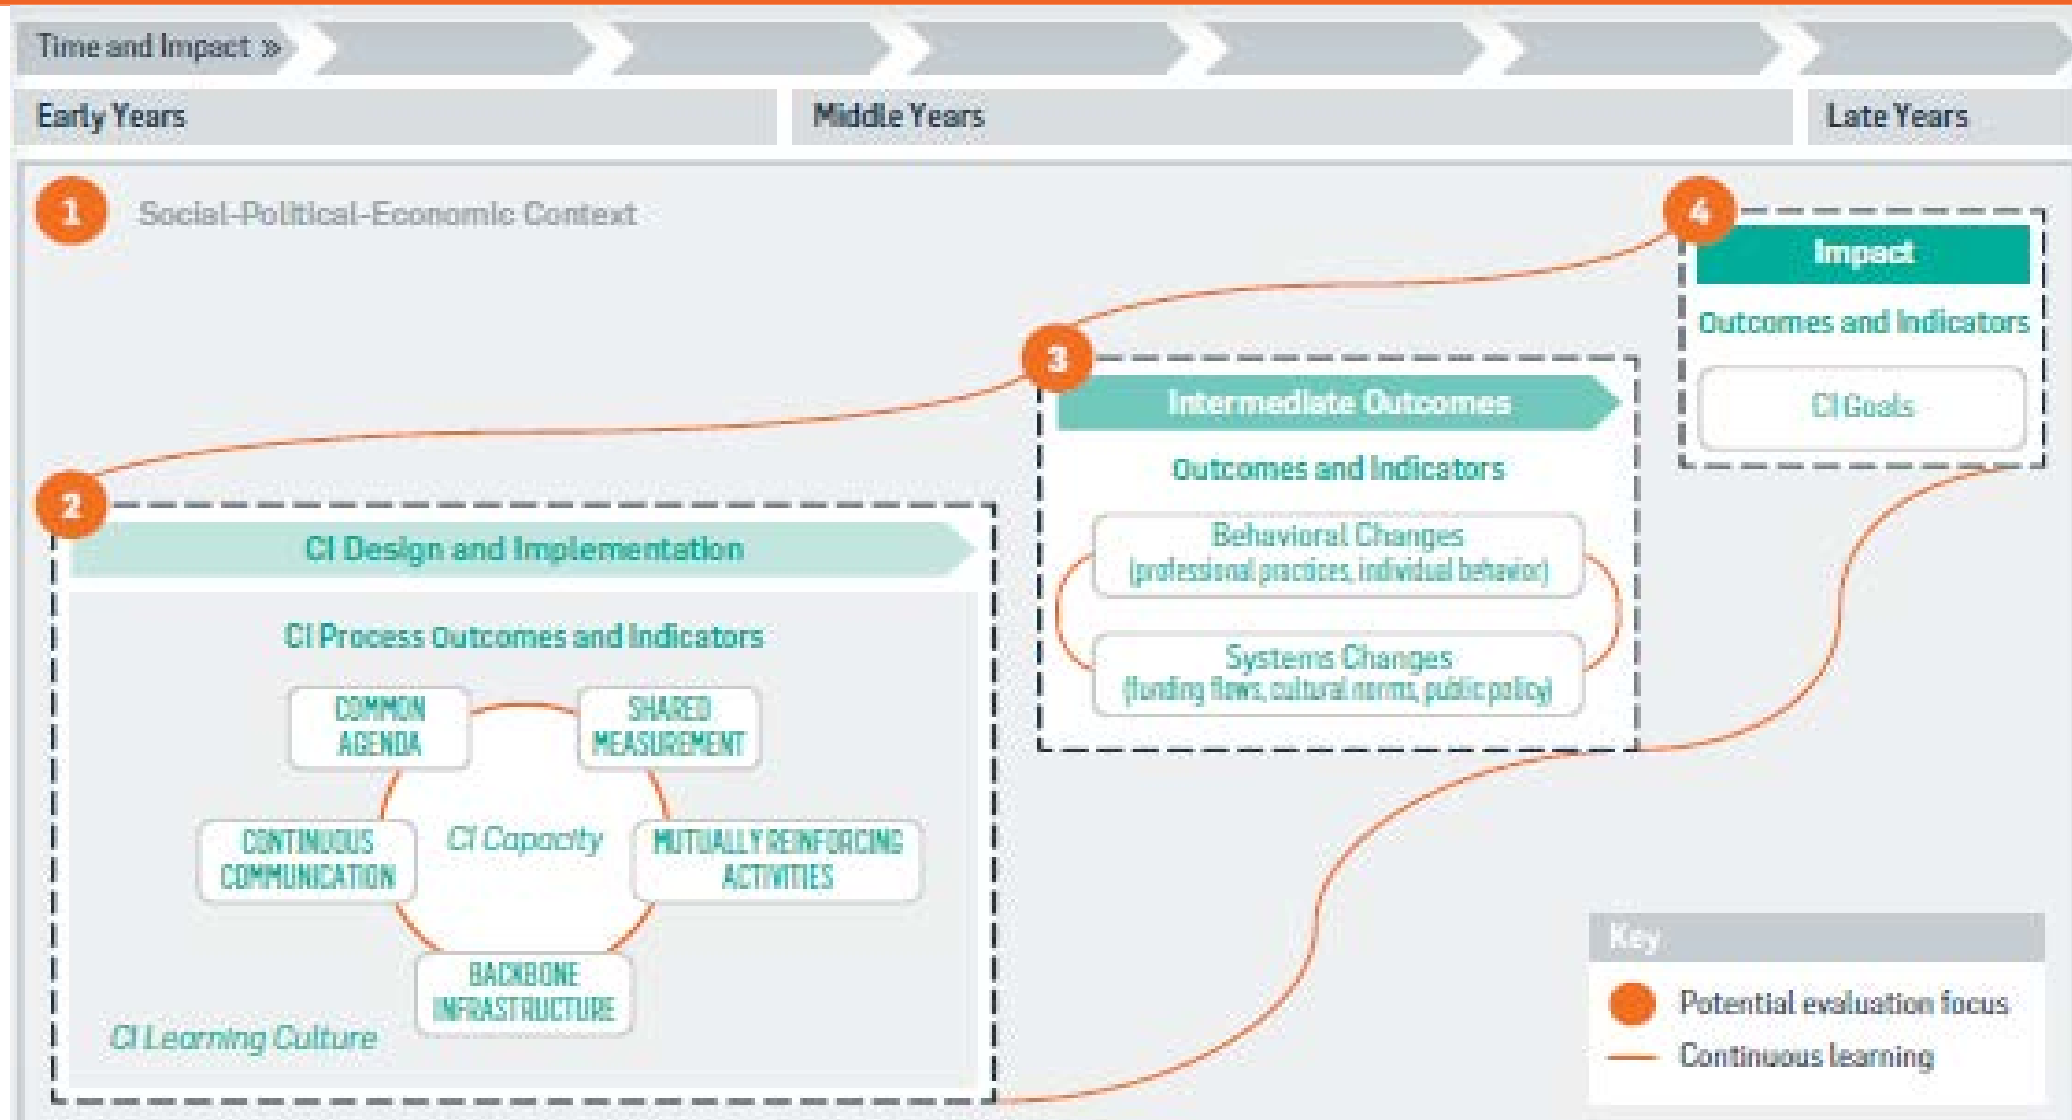 Time and Impact »
Early Years
Middle Years
Late Years
1
Social-Political-Economic Context
4
Impact
Outcomes and Indicators
CI Goals
3
Intermediate Outcomes
Outcomes and Indicators
Behavioral Changes
(professional practices, individual behavior)
Systems Changes
(funding flows, cultural norms, public policy)
2
CI Design and Implementation
CI Process Outcomes and Indicators
COMMON
AGENDA
SHARED
MEASUREMENT
CONTINUOUS
COMMUNICATION
CI Capacity
MUTUALLY REINFORCING
ACTIVITIES
BACKBONE
INFRASTRUCTURE
CI Learning Culture
Key
Potential evaluation focus
Continuous learning